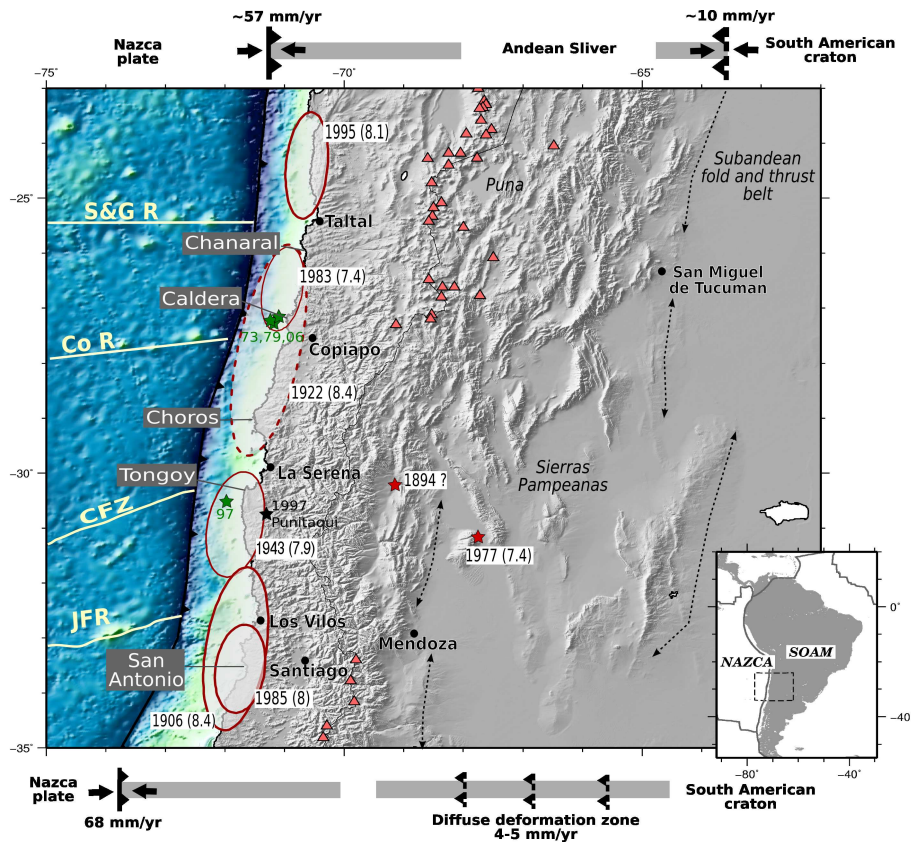 ~57 mm/yr
~10 mm/yr
Nazca
plate
Andean Sliver
South American
craton
−75
−70
−65
1995 (8.1)
Subandean
fold and thrust
belt
Puna
−25
S&G R
Taltal
Chanaral
1983 (7.4)
San Miguel
de Tucuman
Caldera
73,79,06
Co R.
Copiapo
1922 (8.4)
Choros
−30
La Serena
Tongoy
1894 ?
Sierras
Pampeanas
CFZ
97
1997
Punitaqui
1943 (7.9)
1977 (7.4)
JFR
Los Vilos
Mendoza
San
Antonio
Santiago
1985 (8)
1906 (8.4)
−35
0°
NAZCA
SOAM
−40
−80°
−40°
Nazca
plate
68 mm/yr
South American
craton
Diffuse deformation zone
4-5 mm/yr